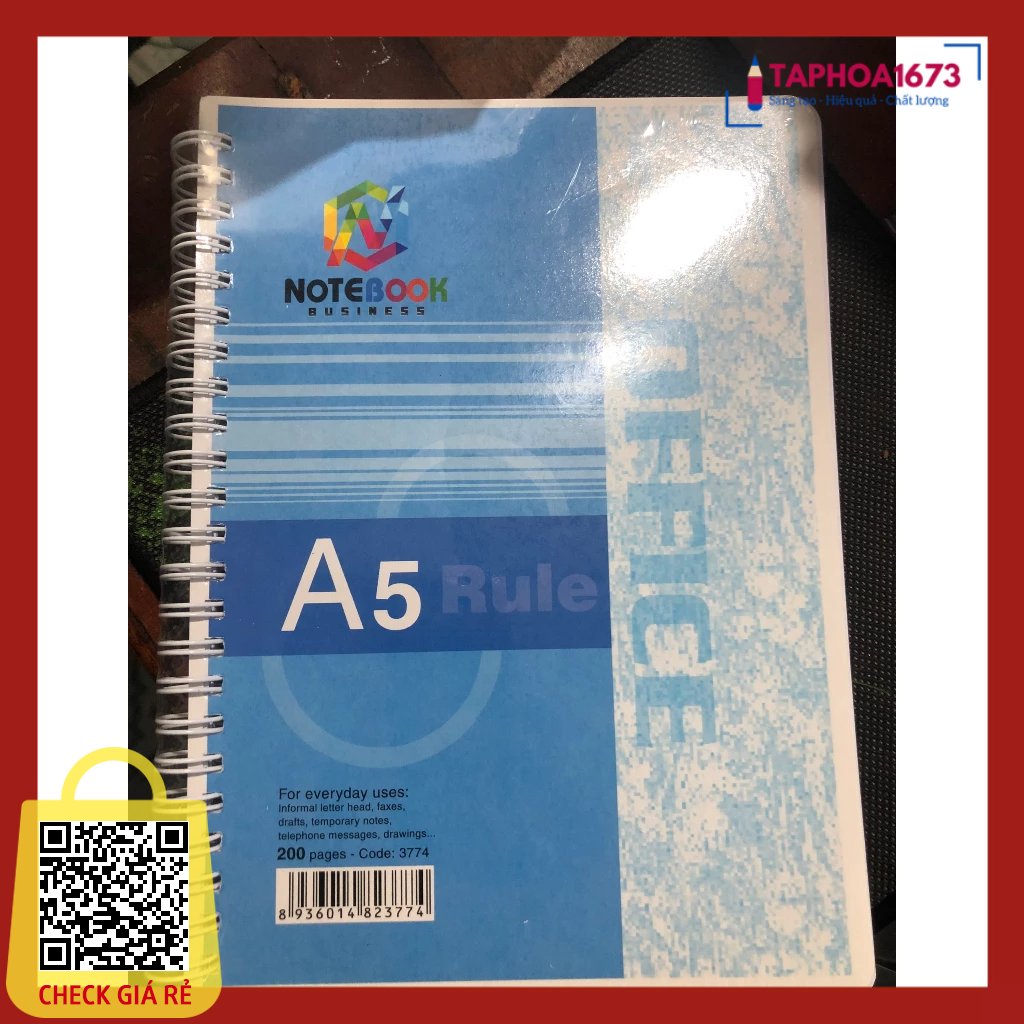 TAPHOA1673
Sáng tạo - Hiệu quả - Chất lượng
NOTEBOOK
BUSINESS
OFFICE
A5 Rule
For everyday uses:
Informal letter head, faxes,
drafts, temporary notes,
telephone messages, drawings...
200 pages - Code: 3774
8 936014 823774
CHECK GIÁ RẺ